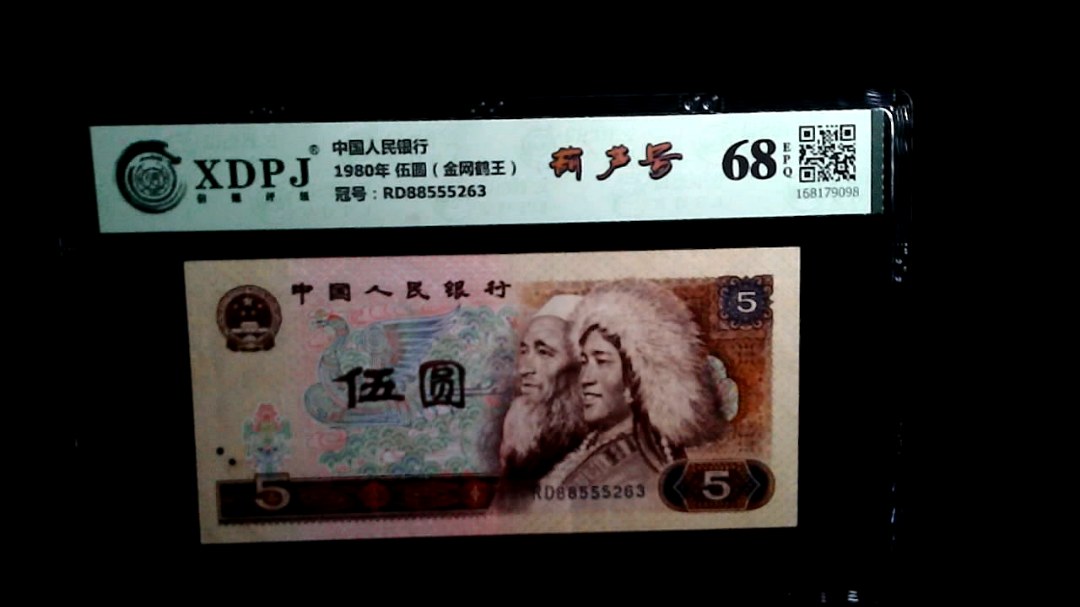 XDPJ®
中国人民银行
1980年 伍圆（金网鹤王）
冠号：RD88555263
葫芦号
68
EPQ
168179098
中国人民银行
5
伍圆
5
RD88555263
5